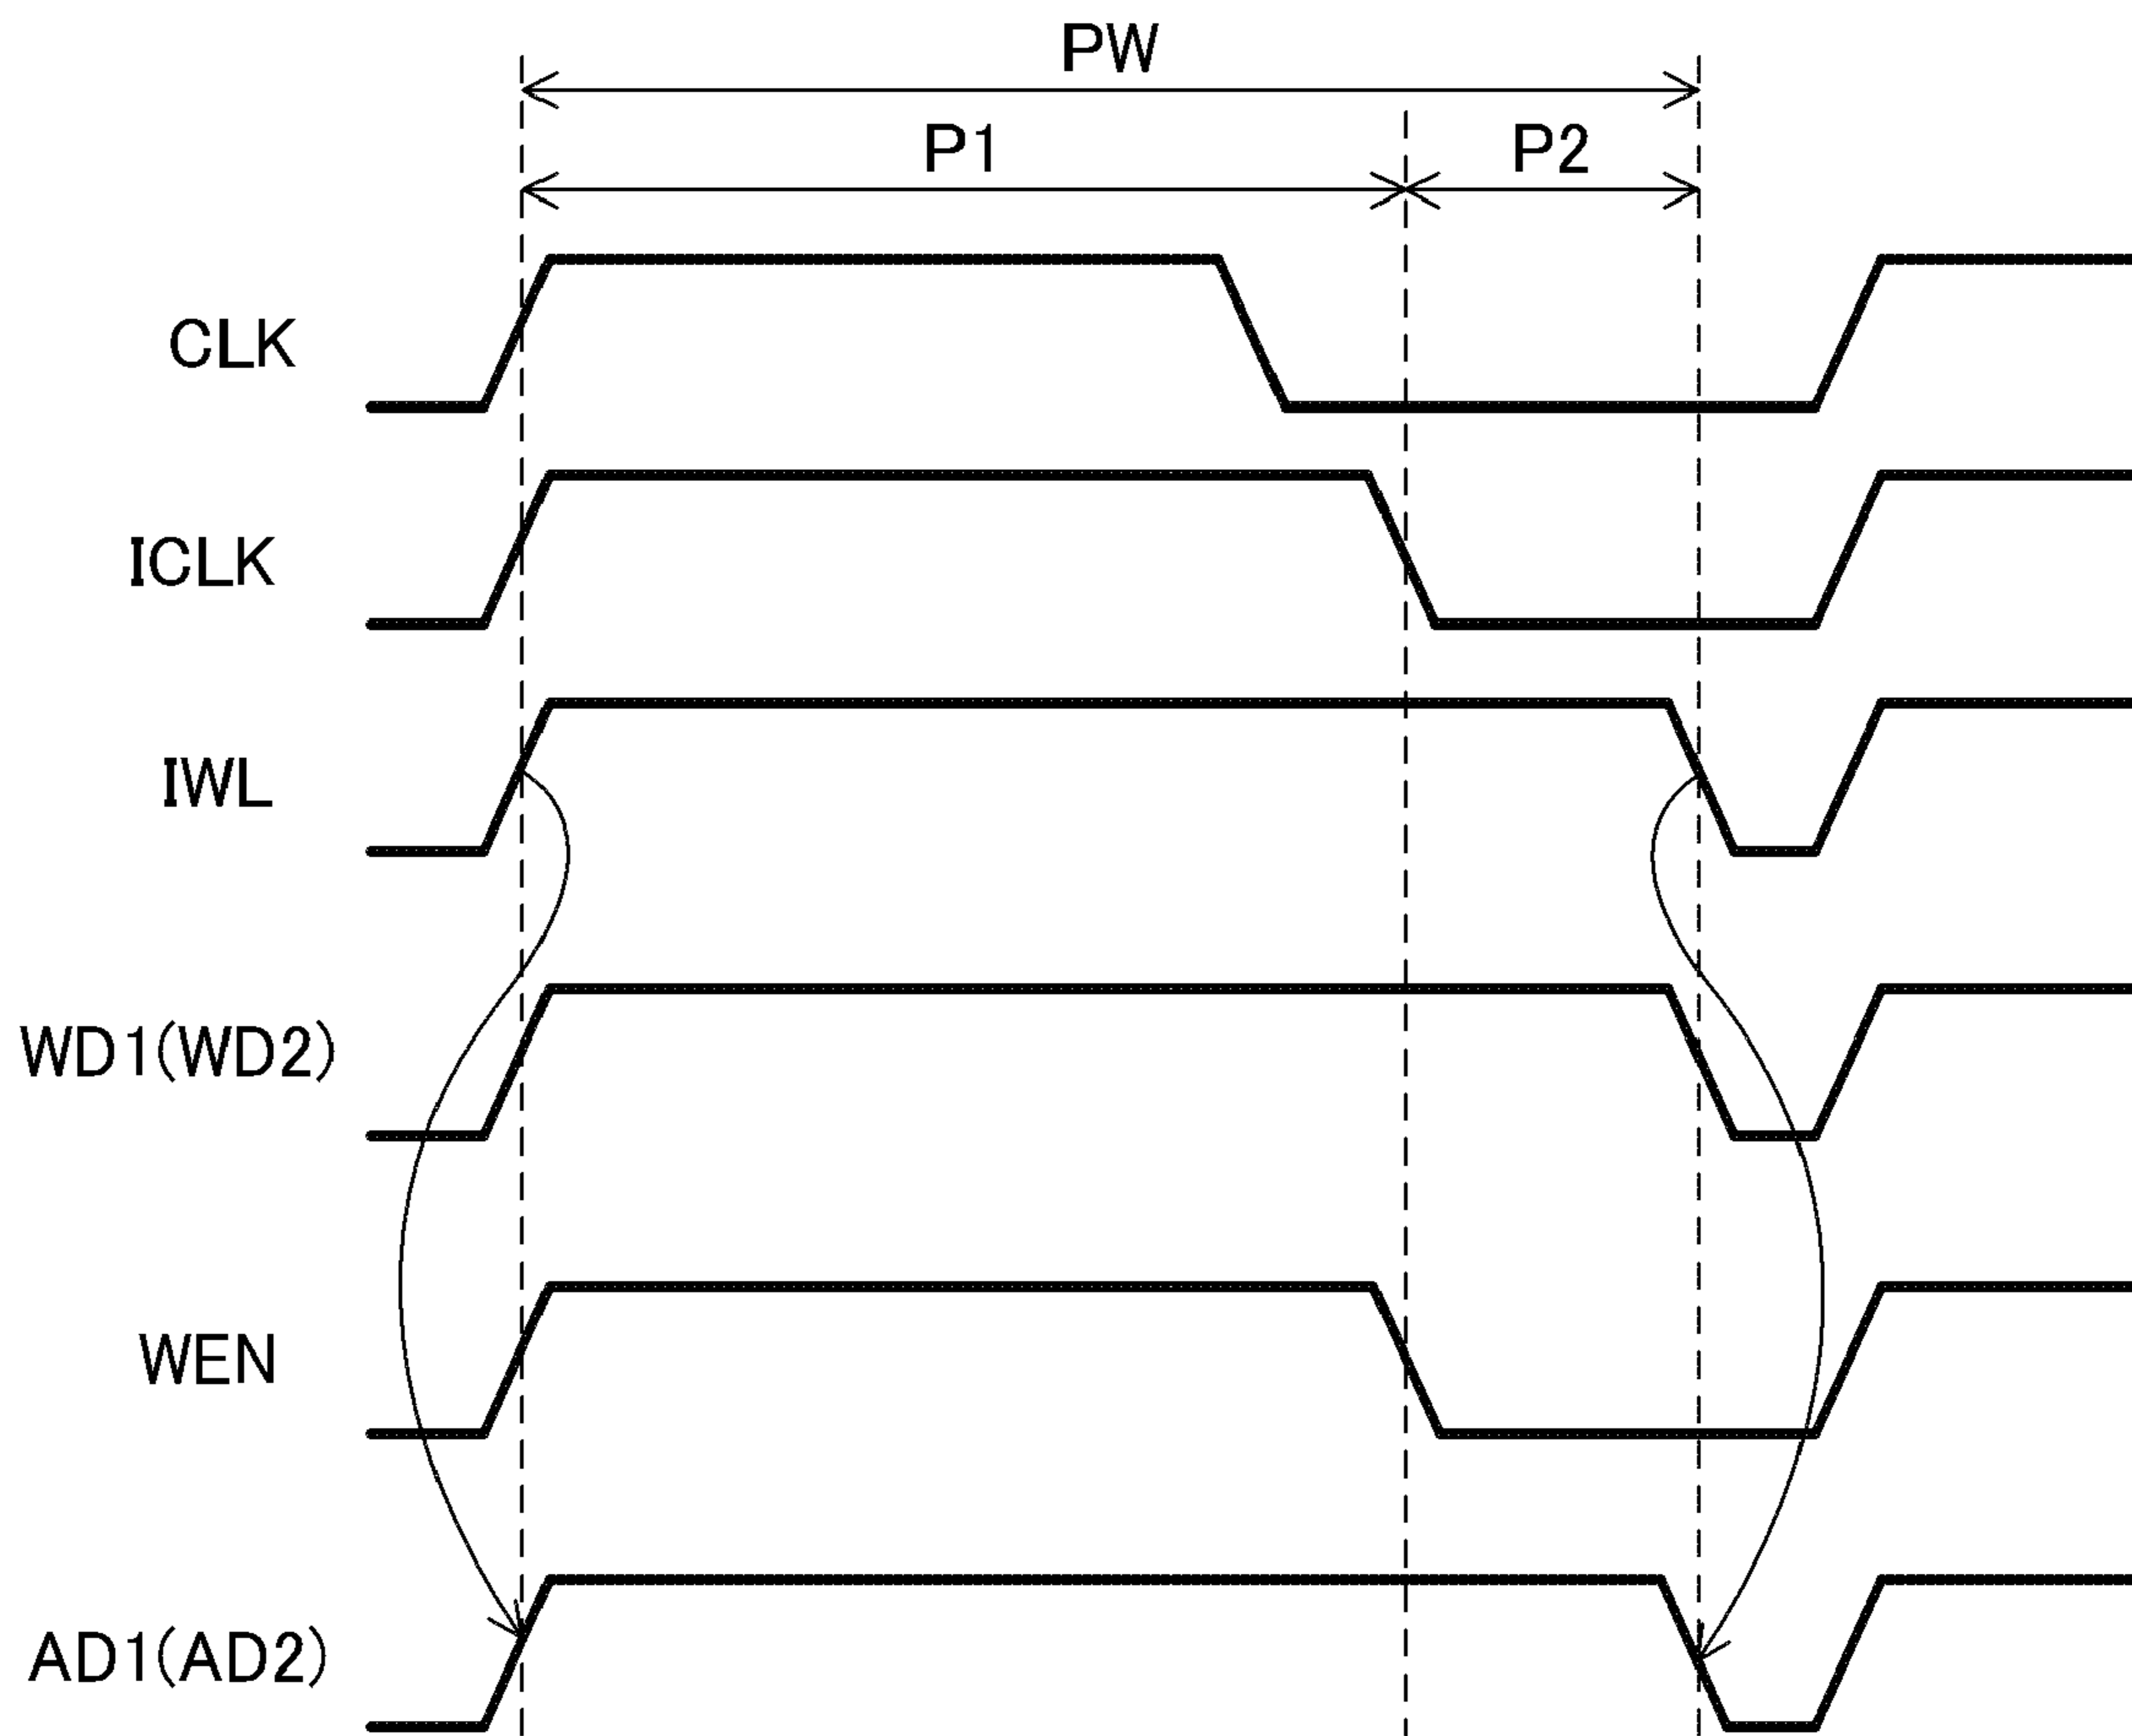 PW
P1 P2
CLK
ICLK
IWL
WD1(WD2)
WEN
AD1(AD2)